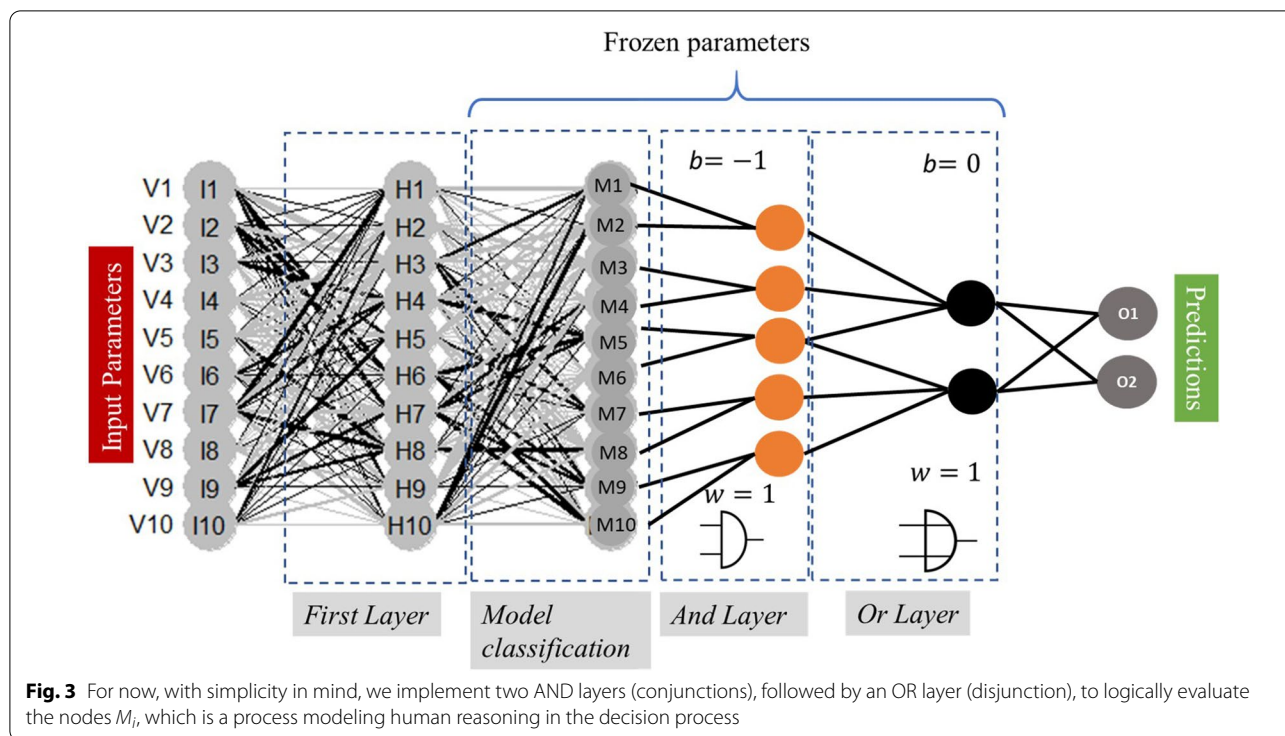 Frozen parameters
b= −1
b= 0
V1 I1 H1 M1
V2 I2 H2 M2
V3 I3 H3 M3
V4 I4 H4 M4
V5 I5 H5 M5
V6 I6 H6 M6
V7 I7 H7 M7
V8 I8 H8 M8
V9 I9 H9 M9
V10 I10 H10 M10
Input Parameters
O1
O2
Predictions
w = 1
w = 1
First Layer
Model
classification
And Layer
Or Layer
Fig. 3 For now, with simplicity in mind, we implement two AND layers (conjunctions), followed by an OR layer (disjunction), to logically evaluate
the nodes Mi, which is a process modeling human reasoning in the decision process